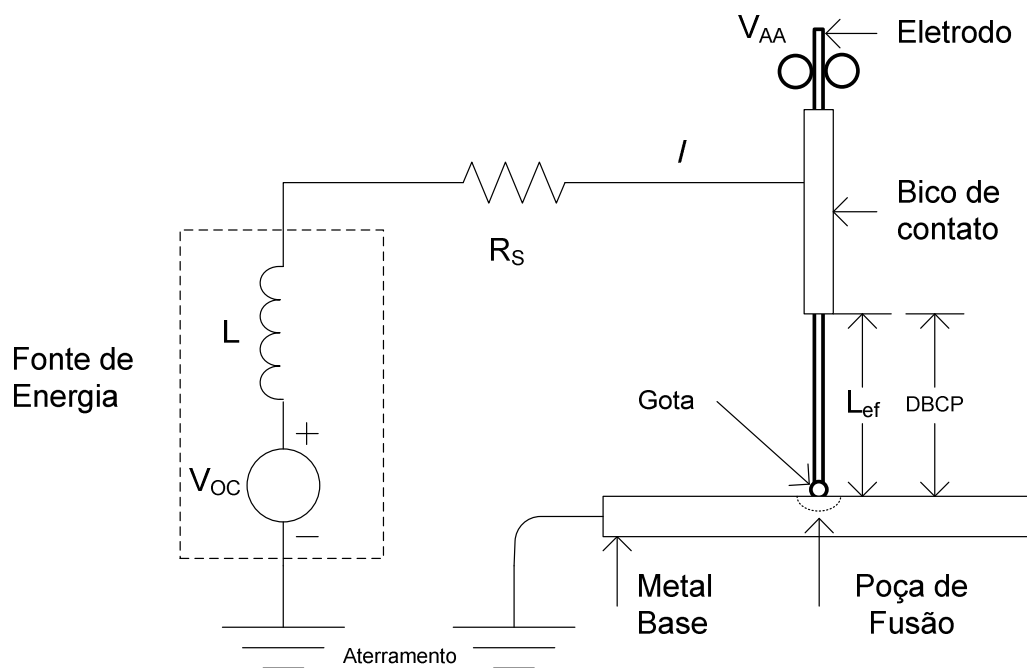 V_AA
Eletrodo
I
Bico de
contato
R_S
L
Fonte de
Energia
Gota
L_ef
DBCP
+
V_OC
−
Metal
Base
Poça de
Fusão
Aterramento